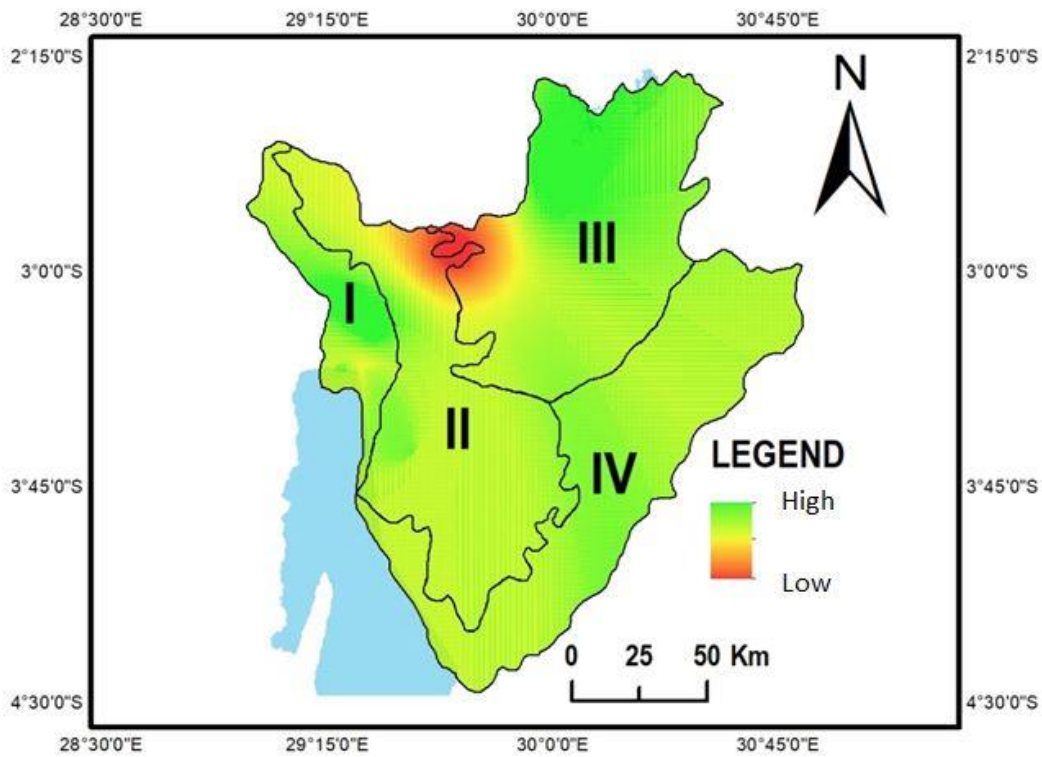 28°30'0"E 29°15'0"E 30°0'0"E 30°45'0"E
2°15'0"S 2°15'0"S
N
III
3°0'0"S 3°0'0"S
I
II
LEGEND
IV
3°45'0"S 3°45'0"S
High
Low
0 25 50 Km
4°30'0"S 4°30'0"S
28°30'0"E 29°15'0"E 30°0'0"E 30°45'0"E